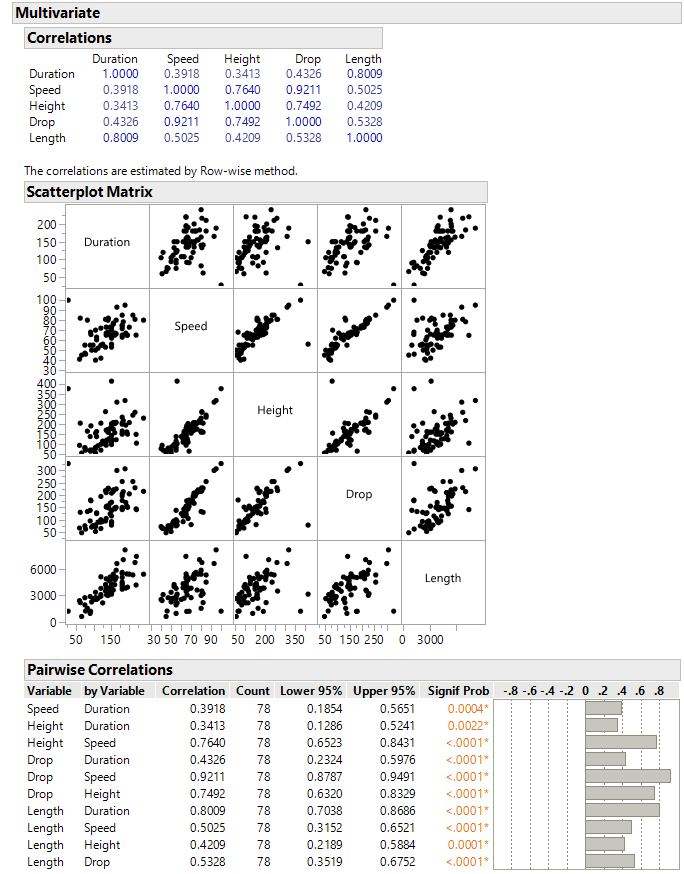 Multivariate
Correlations
Duration Speed Height Drop Length
Duration 1.0000 0.3918 0.3413 0.4326 0.8009
Speed 0.3918 1.0000 0.7640 0.9211 0.5025
Height 0.3413 0.7640 1.0000 0.7492 0.4209
Drop 0.4326 0.9211 0.7492 1.0000 0.5328
Length 0.8009 0.5025 0.4209 0.5328 1.0000
The correlations are estimated by Row-wise method.
Scatterplot Matrix
200
150
100
50
Duration
100
90
80
70
60
50
40
30
Speed
400
350
300
250
200
150
100
50
Height
300
250
200
150
100
50
Drop
6000
3000
0
Length
50 150 30 50 70 90 50 200 350 50 150 250 0 3000
Pairwise Correlations
Variable by Variable Correlation Count Lower 95% Upper 95% Signif Prob -.8 -.6 -.4 -.2 0 .2 .4 .6 .8
Speed Duration 0.3918 78 0.1854 0.5651 0.0004*
Height Duration 0.3413 78 0.1286 0.5241 0.0022*
Height Speed 0.7640 78 0.6523 0.8431 <.0001*
Drop Duration 0.4326 78 0.2324 0.5976 <.0001*
Drop Speed 0.9211 78 0.8787 0.9491 <.0001*
Drop Height 0.7492 78 0.6320 0.8329 <.0001*
Length Duration 0.8009 78 0.7038 0.8686 <.0001*
Length Speed 0.5025 78 0.3152 0.6521 <.0001*
Length Height 0.4209 78 0.2189 0.5884 0.0001*
Length Drop 0.5328 78 0.3519 0.6752 <.0001*